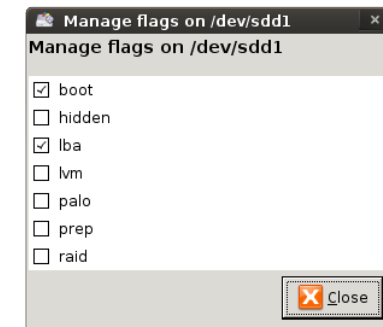 Manage flags on /dev/sdd1
Manage flags on /dev/sdd1
boot
hidden
lba
lvm
palo
prep
raid
Close